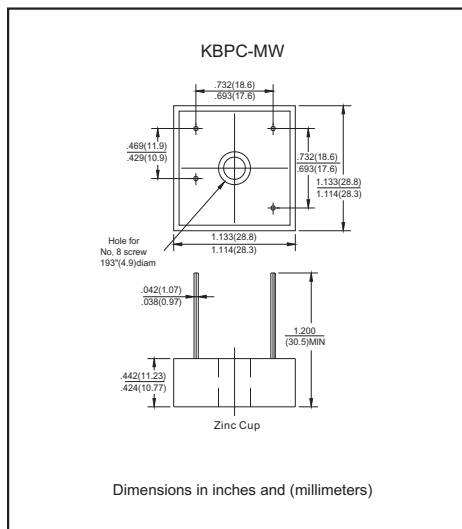 KBPC-MW
.732(18.6)
.693(17.6)
.469(11.9)
.429(10.9)
.732(18.6)
.693(17.6)
1.133(28.8)
1.114(28.3)
Hole for
No, 8 screw
193"(4.9)diam
1.133(28.8)
1.114(28.3)
.042(1.07)
.038(0.97)
1.200
(30.5)MIN
.442(11.23)
.424(10.77)
Zinc Cup
Dimensions in inches and (millimeters)